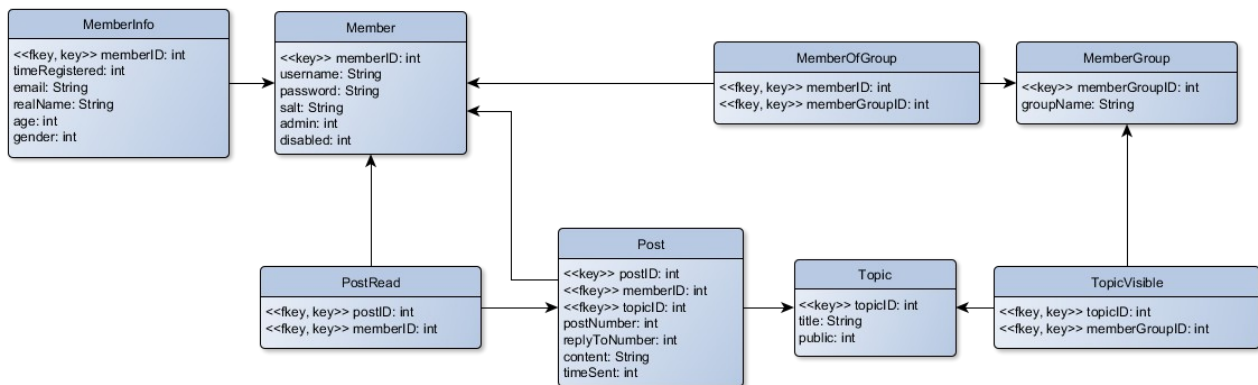 MemberInfo
<<fkey, key>> memberID: int
timeRegistered: int
email: String
realName: String
age: int
gender: int
Member
<<key>> memberID: int
username: String
password: String
salt: String
admin: int
disabled: int
MemberOfGroup
<<fkey, key>> memberID: int
<<fkey, key>> memberGroupID: int
MemberGroup
<<key>> memberGroupID: int
groupName: String
PostRead
<<fkey, key>> postID: int
<<fkey, key>> memberID: int
Post
<<key>> postID: int
<<fkey>> memberID: int
<<fkey>> topicID: int
postNumber: int
replyToNumber: int
content: String
timeSent: int
Topic
<<key>> topicID: int
title: String
public: int
TopicVisible
<<fkey, key>> topicID: int
<<fkey, key>> memberGroupID: int